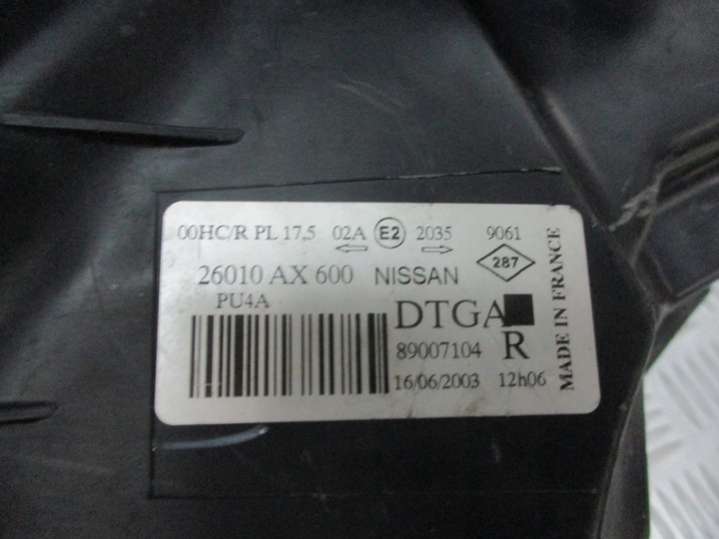 00HC/R PL 17,5 02A E2 2035 9061
26010 AX 600 NISSAN 287
PU4A
DTGA
89007104 R
16/06/2003 12h06
MADE IN FRANCE